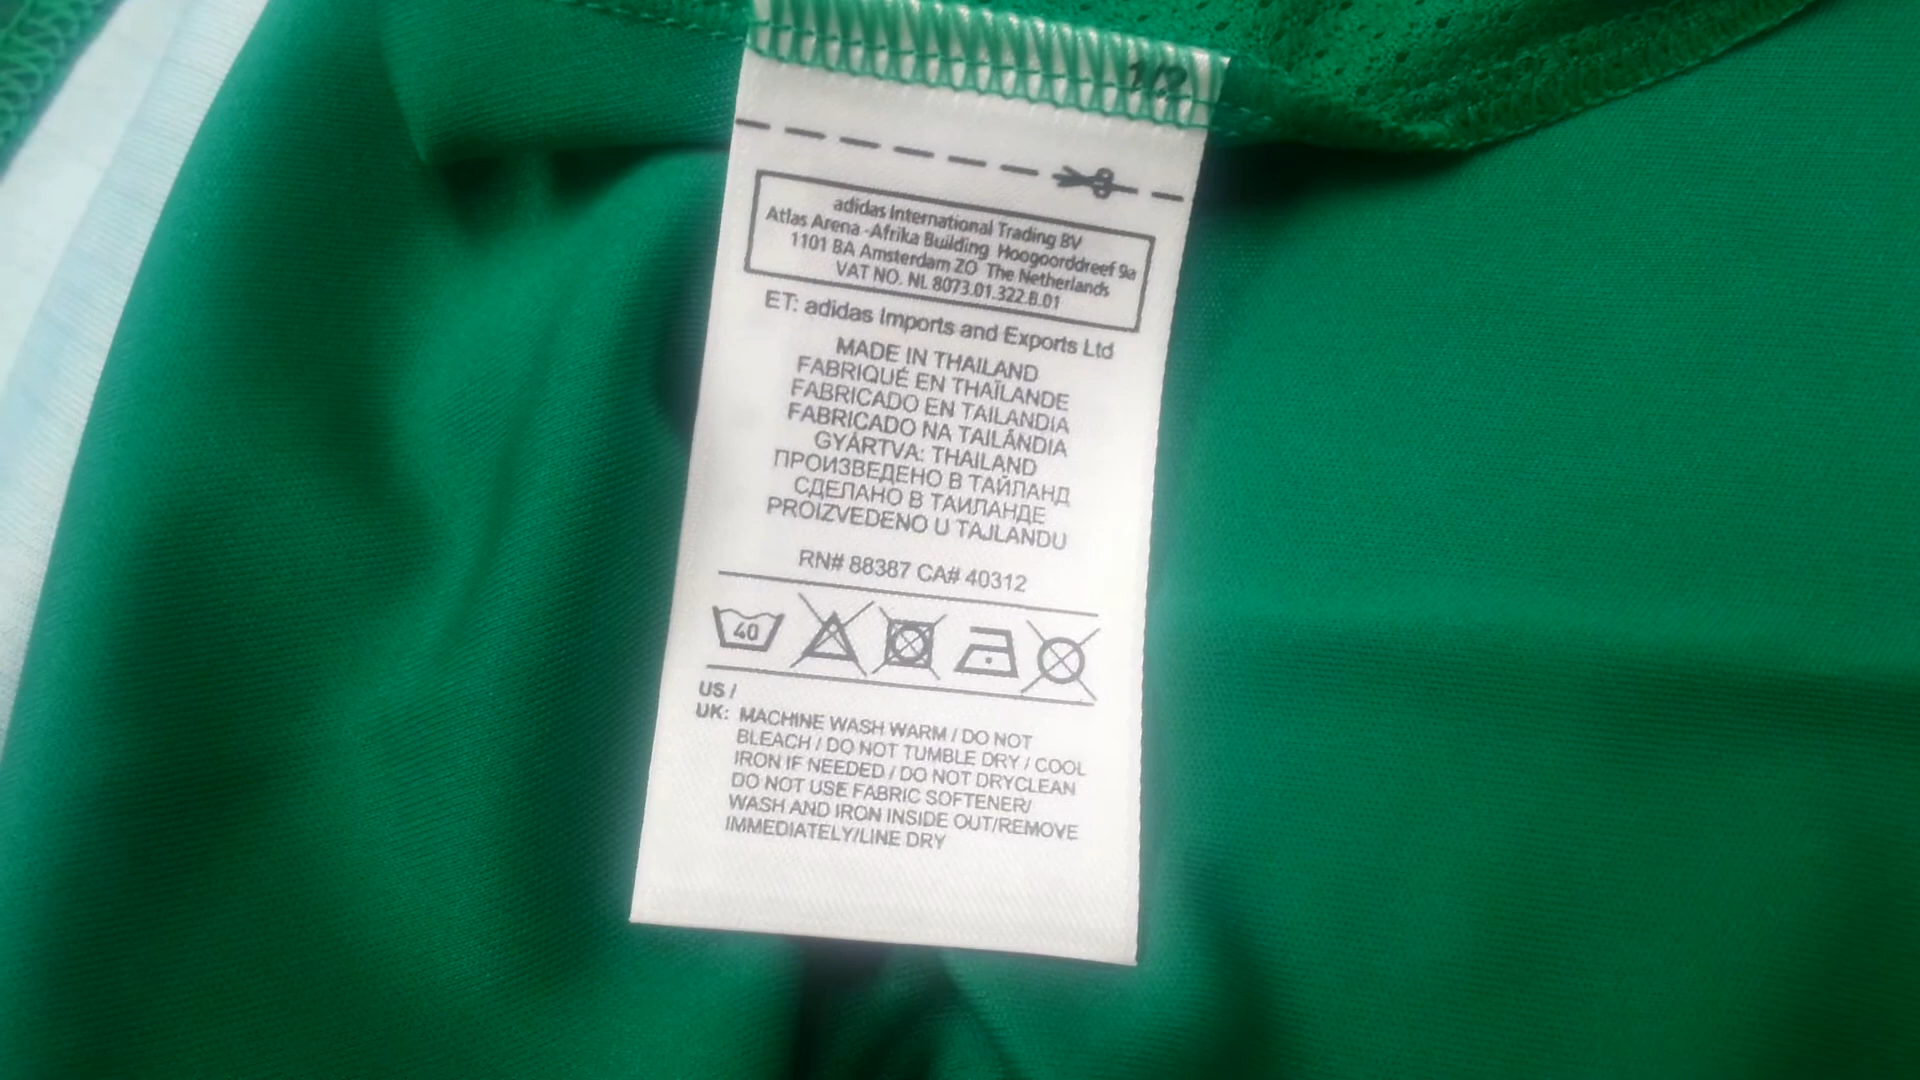 1/2
adidas International Trading BV
Atlas Arena -Afrika Building Hoogoorddreef 9a
1101 BA Amsterdam ZO The Netherlands
VAT NO. NL 8073.01.322.B.01
ET: adidas Imports and Exports Ltd
MADE IN THAILAND
FABRIQUÉ EN THAÏLANDE
FABRICADO EN TAILANDIA
FABRICADO NA TAILÂNDIA
GYÁRTVA: THAILAND
ПРОИЗВЕДЕНО В ТАЙЛАНД
СДЕЛАНО В ТАИЛАНДЕ
PROIZVEDENO U TAJLANDU
RN# 88387 CA# 40312
40
US /
UK: MACHINE WASH WARM / DO NOT
BLEACH / DO NOT TUMBLE DRY / COOL
IRON IF NEEDED / DO NOT DRYCLEAN
DO NOT USE FABRIC SOFTENER/
WASH AND IRON INSIDE OUT/REMOVE
IMMEDIATELY/LINE DRY